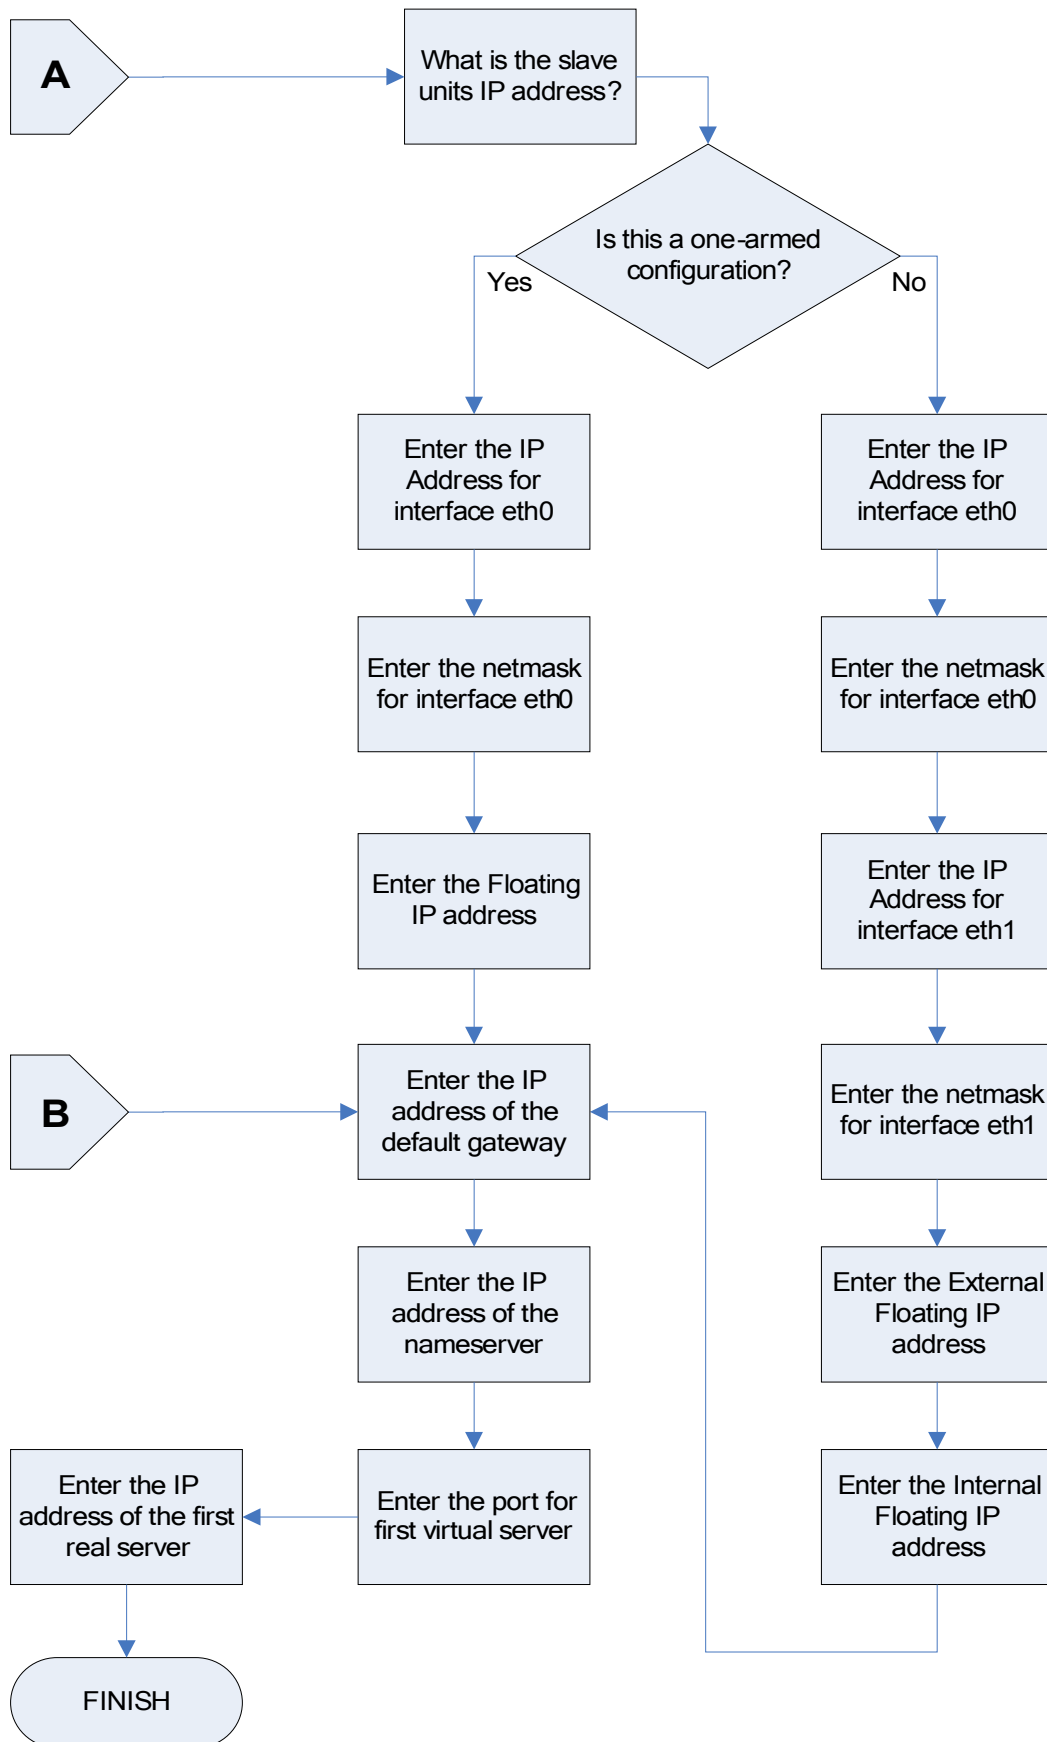 A
What is the slave
units IP address?
Is this a one-armed
configuration?
Yes
No
Enter the IP
Address for
interface eth0
Enter the IP
Address for
interface eth0
Enter the netmask
for interface eth0
Enter the netmask
for interface eth0
Enter the Floating
IP address
Enter the IP
Address for
interface eth1
B
Enter the IP
address of the
default gateway
Enter the netmask
for interface eth1
Enter the IP
address of the
nameserver
Enter the External
Floating IP
address
Enter the IP
address of the first
real server
Enter the port for
first virtual server
Enter the Internal
Floating IP
address
FINISH